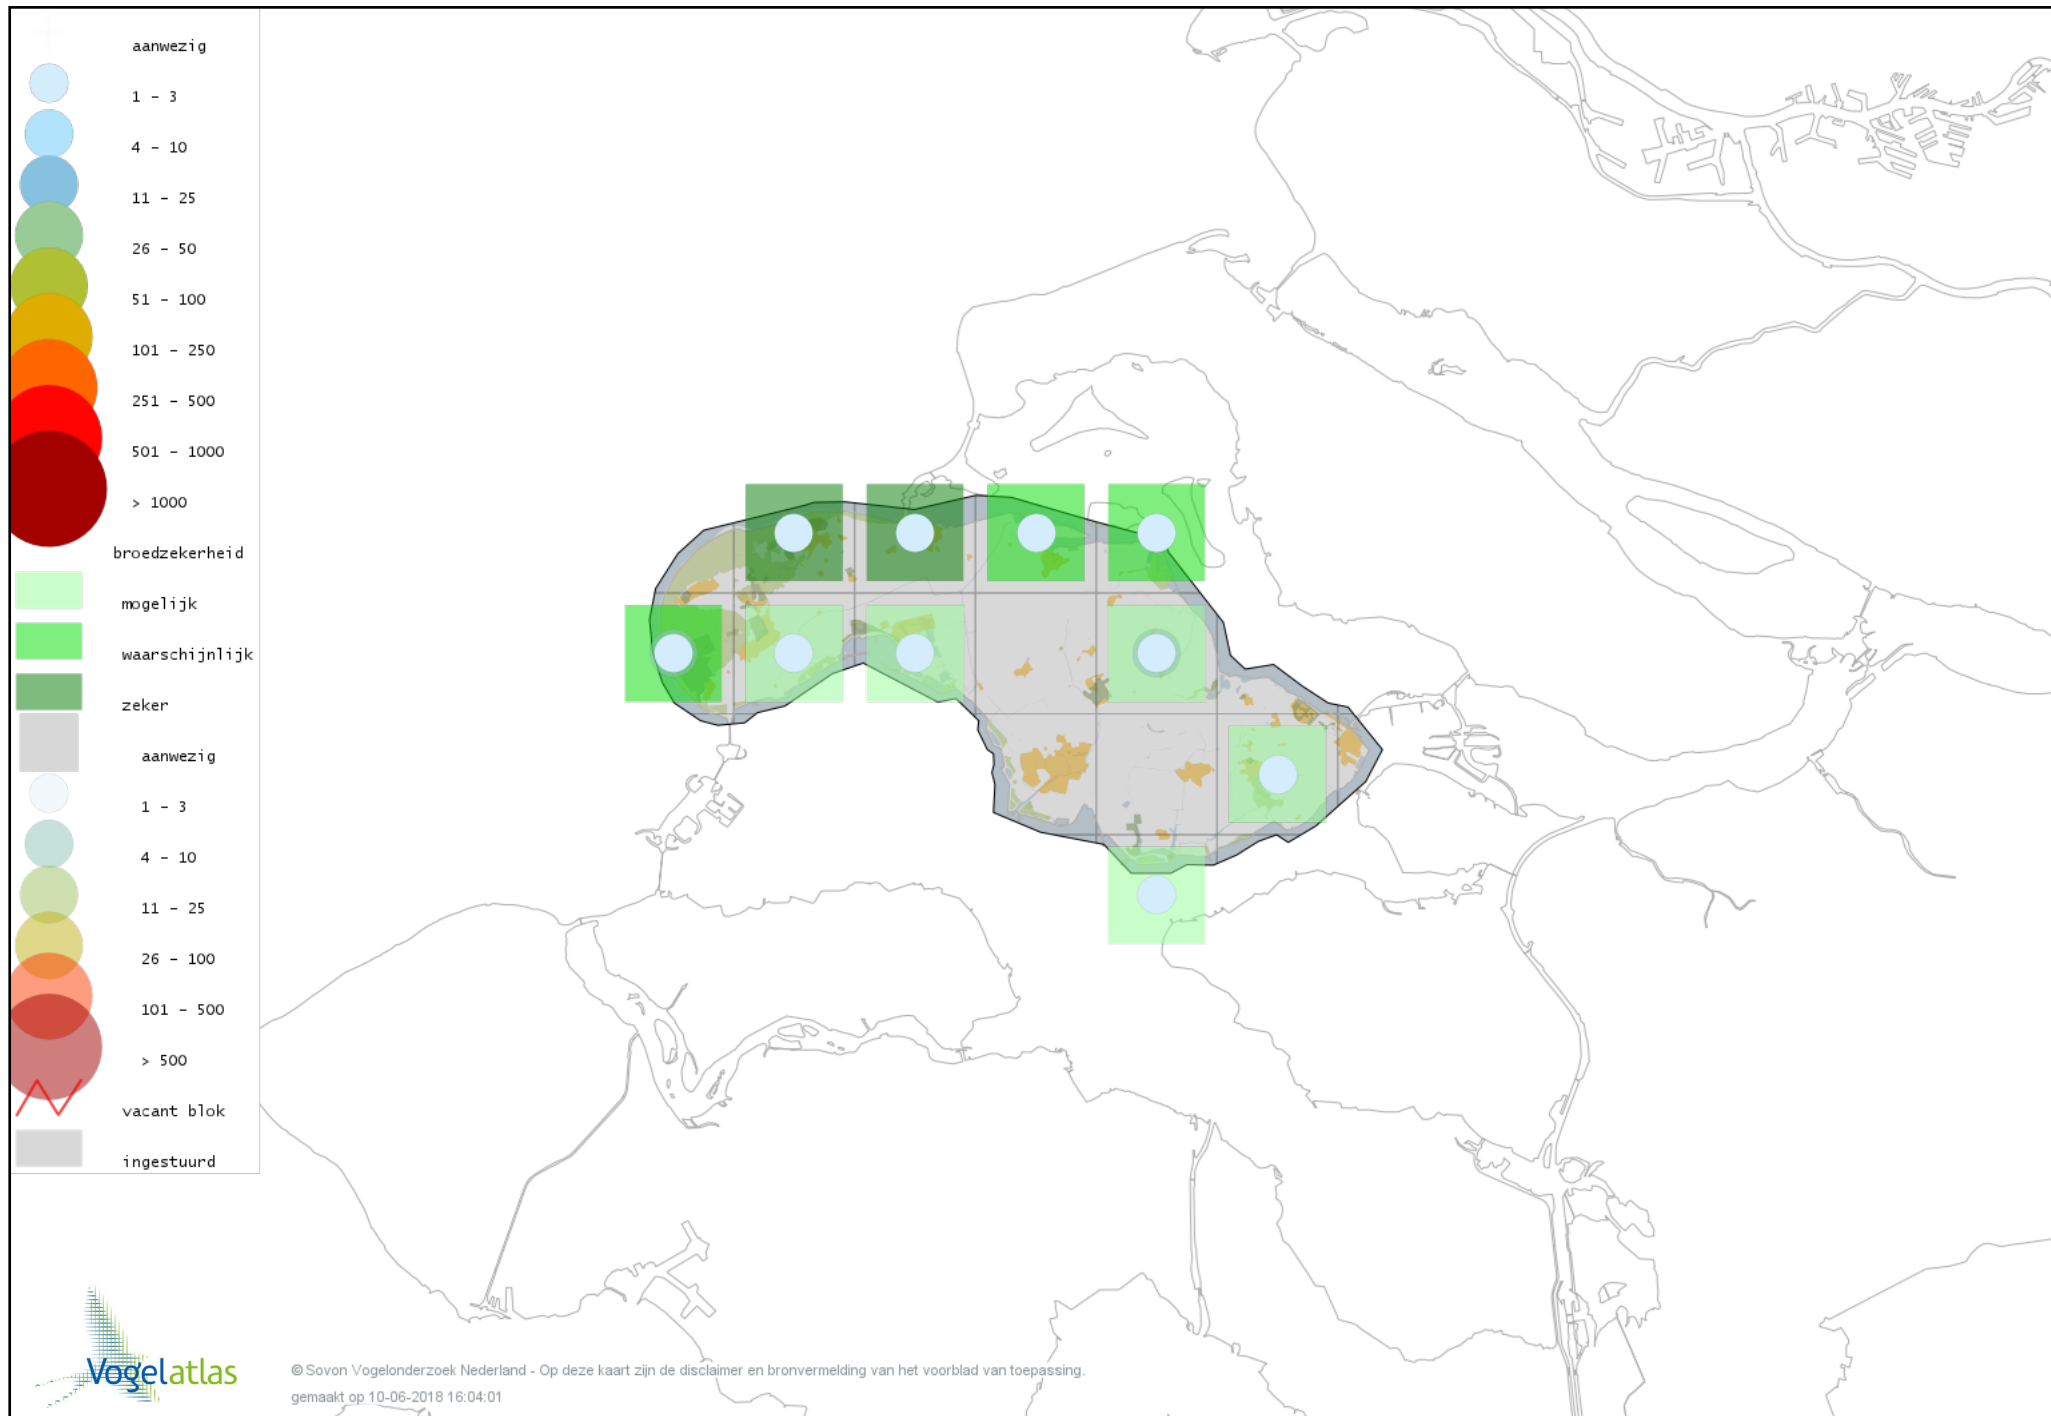 aanwezig
1 - 3
4 - 10
11 - 25
26 - 50
51 - 100
101 - 250
251 - 500
501 - 1000
> 1000
broedzekerheid
mogelijk
waarschijnlijk
zeker
aanwezig
1 - 3
4 - 10
11 - 25
26 - 100
101 - 500
> 500
vacant blok
ingestuurd
Vogelatlas
© Sovon Vogelonderzoek Nederland - Op deze kaart zijn de disclaimer en bronvermelding van het voorblad van toepassing.
gemaakt op 10-06-2018 16:04:01